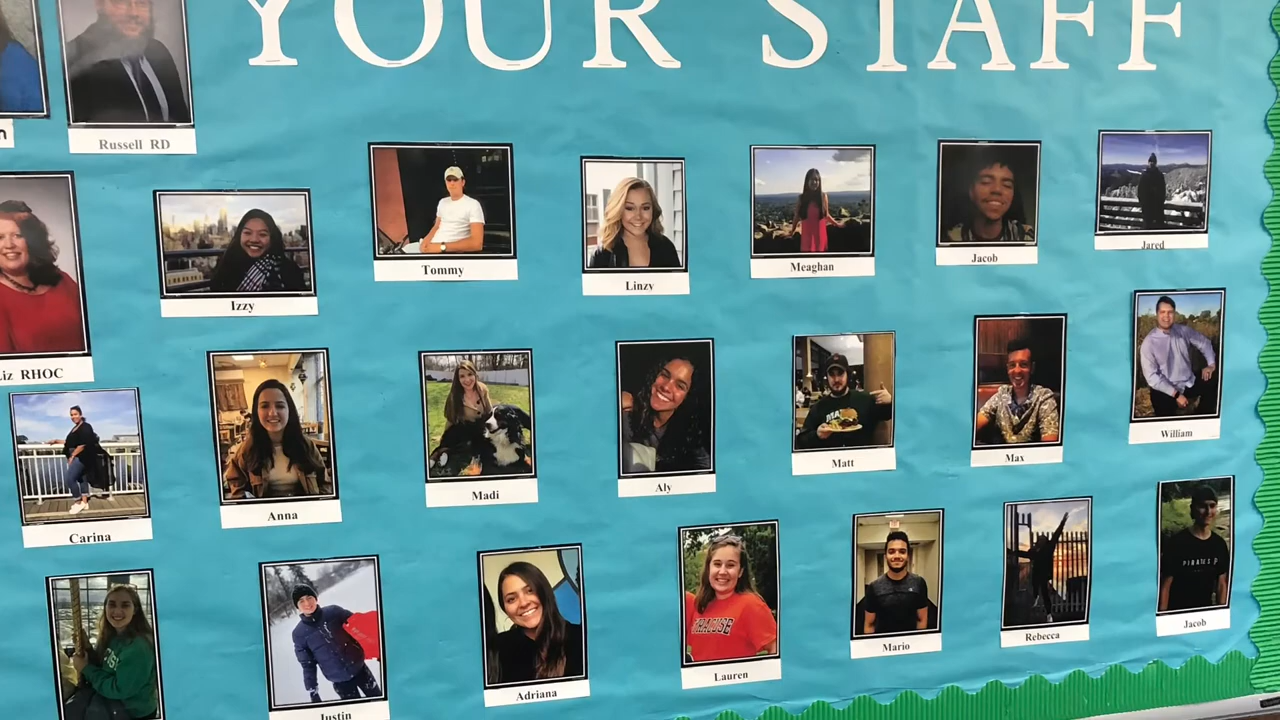 YOUR STAFF
Russell RD
Liz RHOC
Izzy
Tommy
Linzy
Meaghan
Jacob
Jared
Carina
Anna
Madi
Aly
Matt
Max
William
Justin
Adriana
Lauren
Mario
Rebecca
Jacob